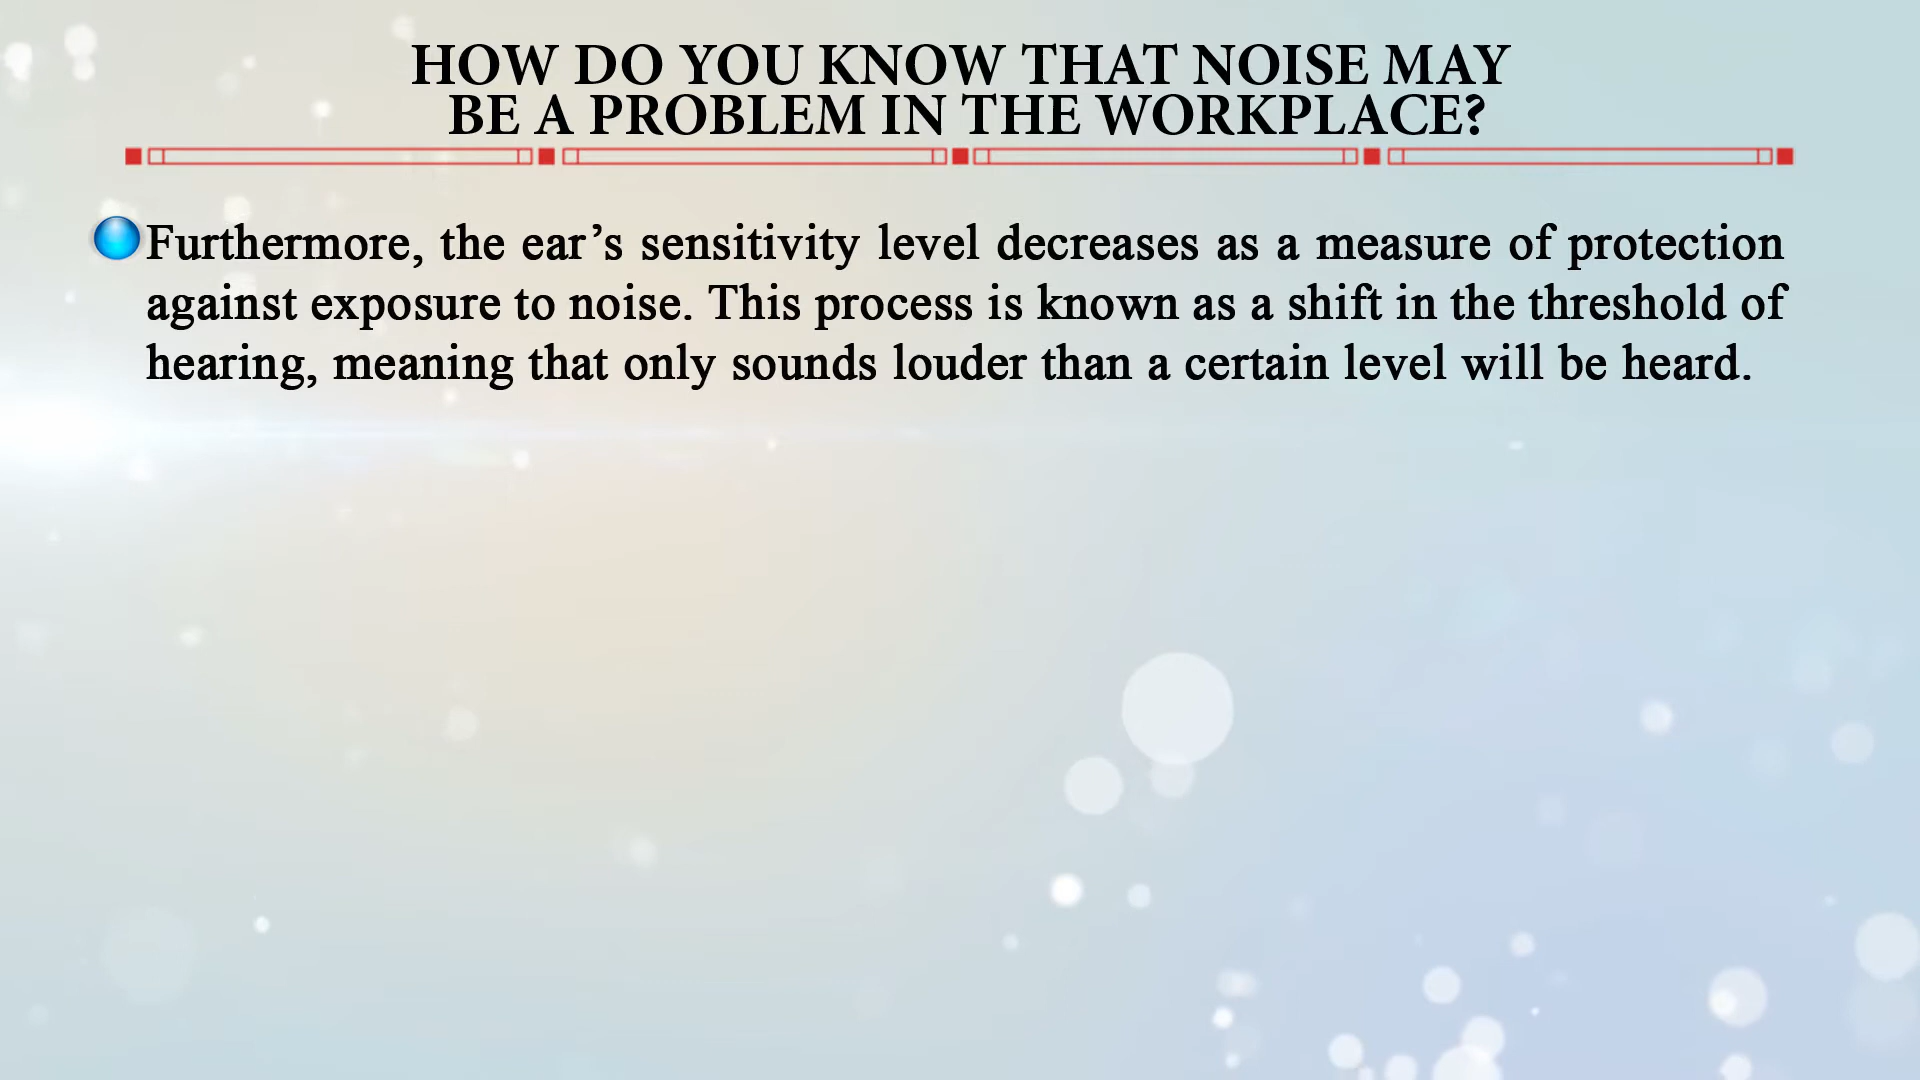 HOW DO YOU KNOW THAT NOISE MAY
BE A PROBLEM IN THE WORKPLACE?
Furthermore, the ear’s sensitivity level decreases as a measure of protection
against exposure to noise. This process is known as a shift in the threshold of
hearing, meaning that only sounds louder than a certain level will be heard.